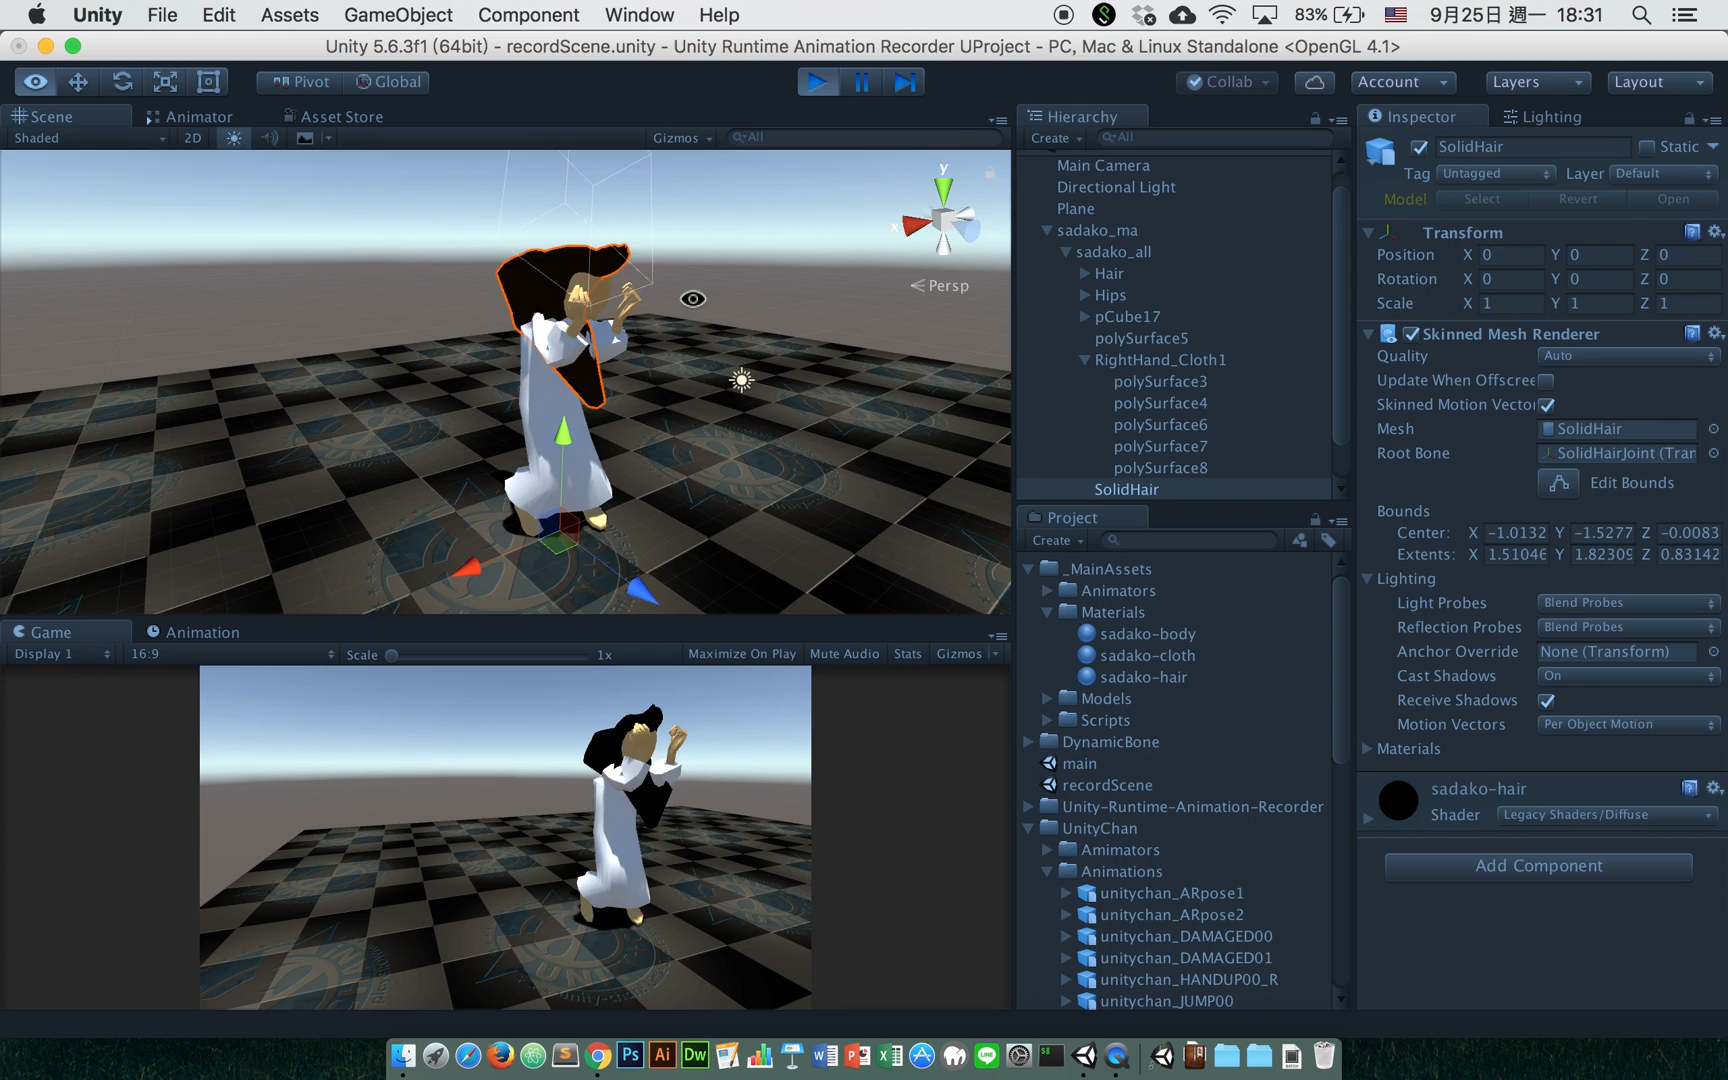 Unity File Edit Assets GameObject Component Window Help 83% 9月25日 週一 18:31
Unity 5.6.3f1 (64bit) - recordScene.unity - Unity Runtime Animation Recorder UProject - PC, Mac & Linux Standalone <OpenGL 4.1>
Pivot Global Collab Account Layers Layout
Scene Animator Asset Store
Shaded 2D Gizmos All
y
x
Persp
Game Animation
Display 1 16:9 Scale 1x Maximize On Play Mute Audio Stats Gizmos
Hierarchy
Create All
Main Camera
Directional Light
Plane
sadako_ma
sadako_all
Hair
Hips
pCube17
polySurface5
RightHand_Cloth1
polySurface3
polySurface4
polySurface6
polySurface7
polySurface8
SolidHair
Project
Create
_MainAssets
Animators
Materials
sadako-body
sadako-cloth
sadako-hair
Models
Scripts
DynamicBone
main
recordScene
Unity-Runtime-Animation-Recorder
UnityChan
Amimators
Animations
unitychan_ARpose1
unitychan_ARpose2
unitychan_DAMAGED00
unitychan_DAMAGED01
unitychan_HANDUP00_R
unitychan_JUMP00
Inspector Lighting
SolidHair Static
Tag Untagged Layer Default
Model Select Revert Open
Transform
Position X 0 Y 0 Z 0
Rotation X 0 Y 0 Z 0
Scale X 1 Y 1 Z 1
Skinned Mesh Renderer
Quality Auto
Update When Offscree
Skinned Motion Vector
Mesh SolidHair
Root Bone SolidHairJoint (Tran
Edit Bounds
Bounds
Center: X -1.0132 Y -1.5277 Z -0.0083
Extents: X 1.51046 Y 1.82309 Z 0.83142
Lighting
Light Probes Blend Probes
Reflection Probes Blend Probes
Anchor Override None (Transform)
Cast Shadows On
Receive Shadows
Motion Vectors Per Object Motion
Materials
sadako-hair
Shader Legacy Shaders/Diffuse
Add Component
Ps Ai Dw